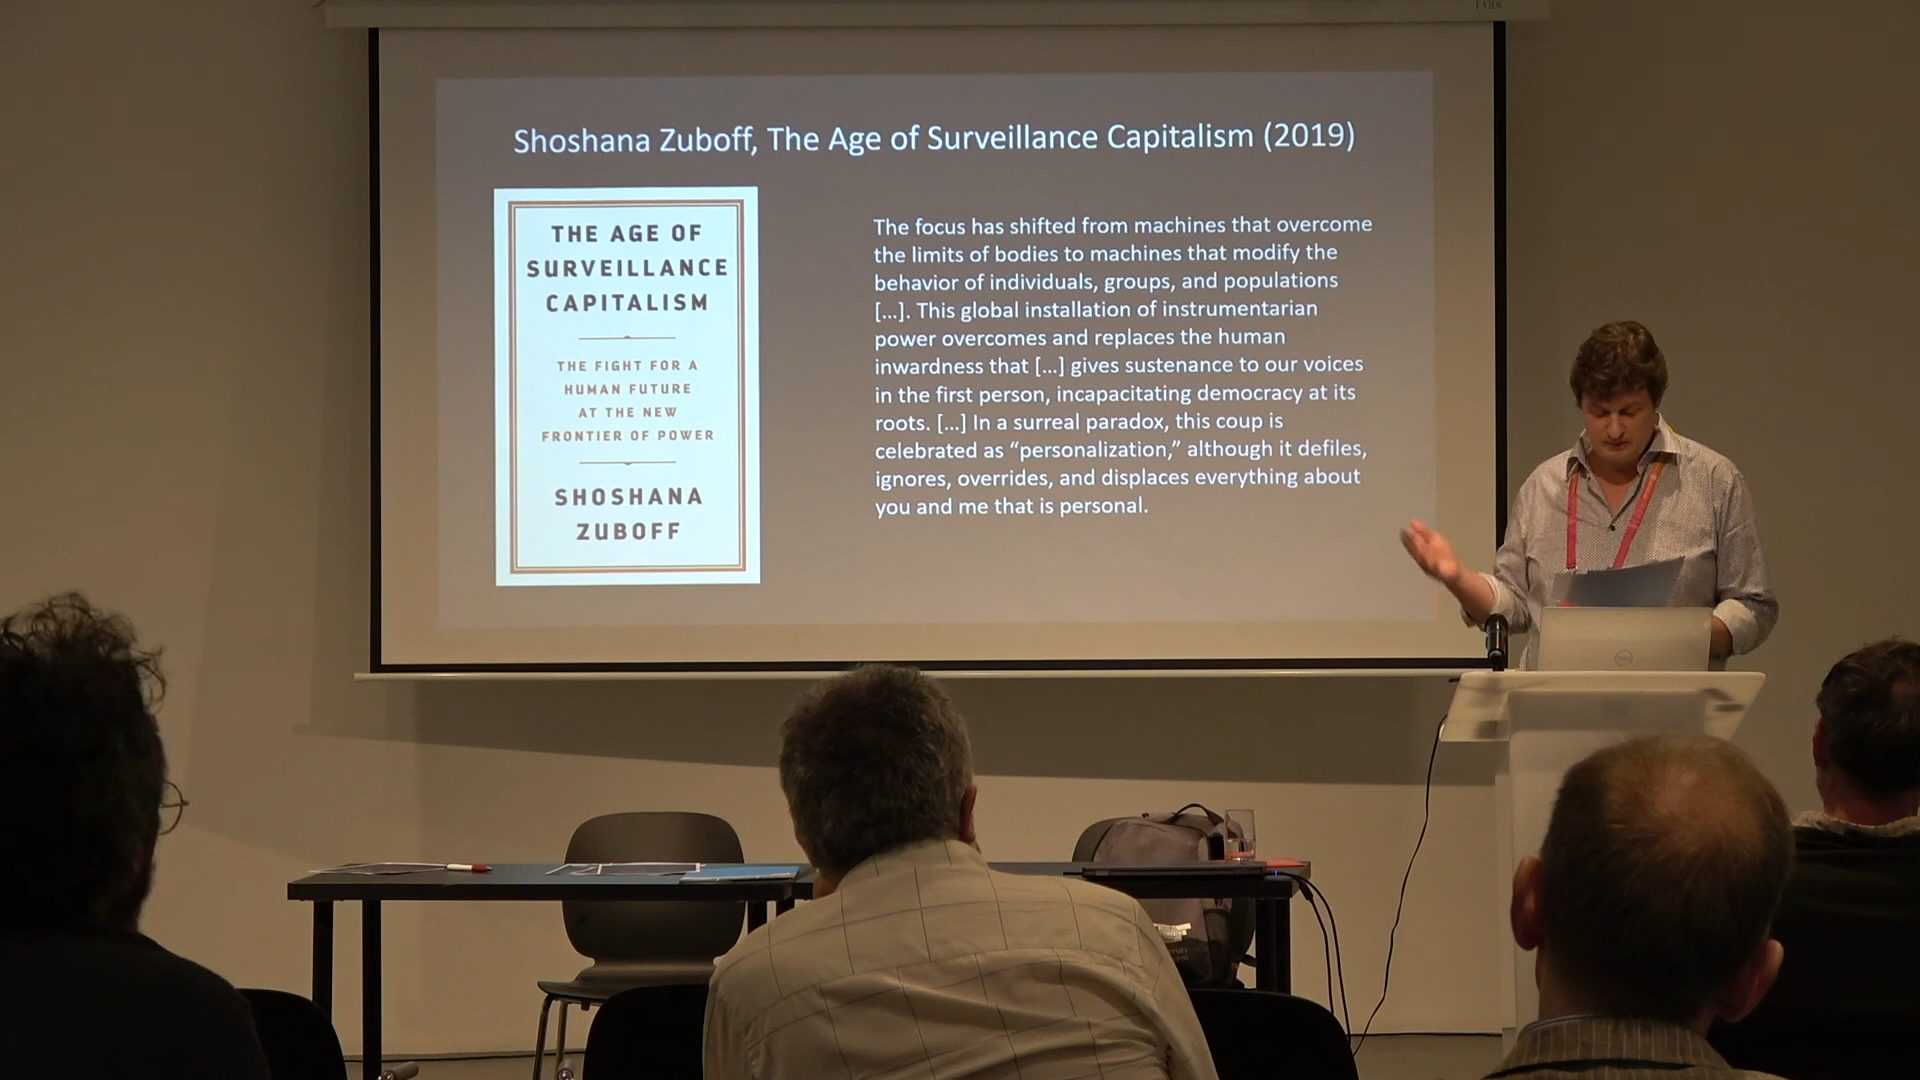 Shoshana Zuboff, The Age of Surveillance Capitalism (2019)
THE AGE OF
SURVEILLANCE
CAPITALISM
THE FIGHT FOR A
HUMAN FUTURE
AT THE NEW
FRONTIER OF POWER
SHOSHANA
ZUBOFF
The focus has shifted from machines that overcome
the limits of bodies to machines that modify the
behavior of individuals, groups, and populations
[...]. This global installation of instrumentarian
power overcomes and replaces the human
inwardness that [...] gives sustenance to our voices
in the first person, incapacitating democracy at its
roots. [...] In a surreal paradox, this coup is
celebrated as “personalization,” although it defiles,
ignores, overrides, and displaces everything about
you and me that is personal.
DELL